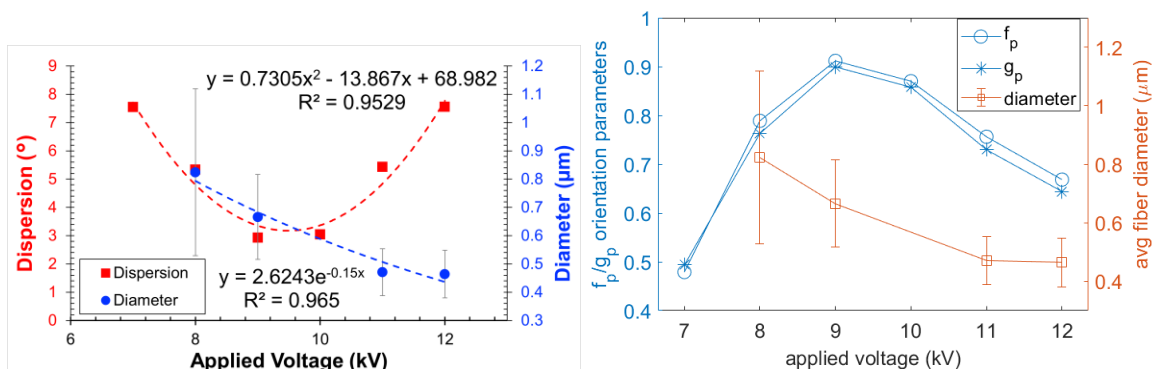 y = 0.7305x² - 13.867x + 68.982
R² = 0.9529
9
8
7
6
5
4
3
2
1
0
Dispersion (°)
Dispersion
Diameter
y = 2.6243e^-0.15x
R² = 0.965
1.2
1.1
1
0.9
0.8
0.7
0.6
0.5
0.4
0.3
Diameter (µm)
6 8 10 12
Applied Voltage (kV)
1
0.9
0.8
0.7
0.6
0.5
0.4
f_p/g_p orientation parameters
f_p
g_p
diameter
1.2
1
0.8
0.6
0.4
avg fiber diameter (µm)
7 8 9 10 11 12
applied voltage (kV)